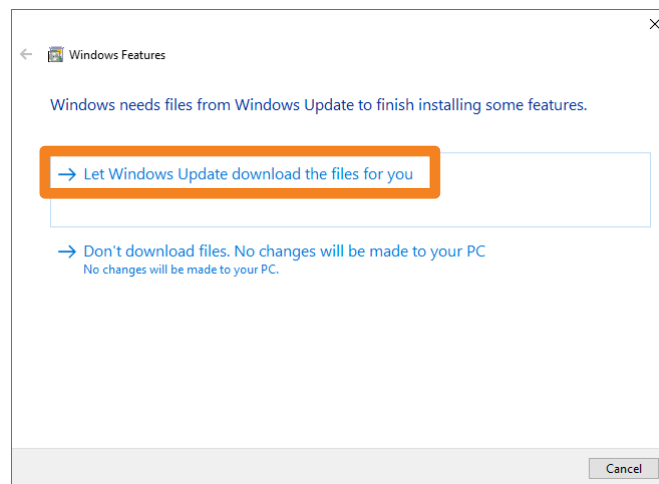 Windows Features
Windows needs files from Windows Update to finish installing some features.
Let Windows Update download the files for you
Don't download files. No changes will be made to your PC
No changes will be made to your PC.
Cancel